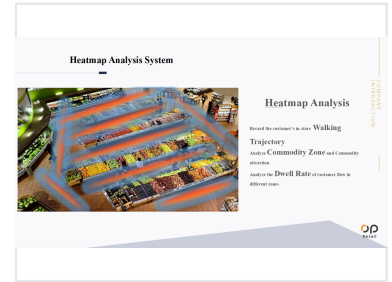 Heatmap Analysis System
COMPANY
INTRODUCTION
Heatmap Analysis
Record the customer's in-store Walking
Trajectory
Analyze Commodity Zone and Commodity
attraction
Analyze the Dwell Rate of customer flow in
different zones
OP
Retail